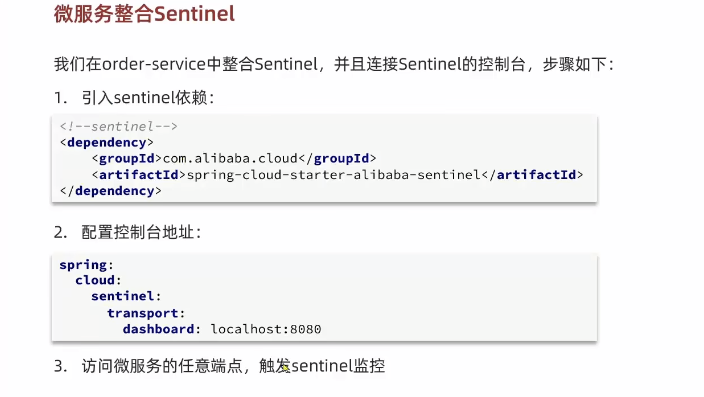 微服务整合Sentinel
我们在order-service中整合Sentinel，并且连接Sentinel的控制台，步骤如下：
1. 引入sentinel依赖：
<!--sentinel-->
<dependency>
    <groupId>com.alibaba.cloud</groupId>
    <artifactId>spring-cloud-starter-alibaba-sentinel</artifactId>
</dependency>
2. 配置控制台地址：
spring:
  cloud:
    sentinel:
      transport:
        dashboard: localhost:8080
3. 访问微服务的任意端点，触发sentinel监控